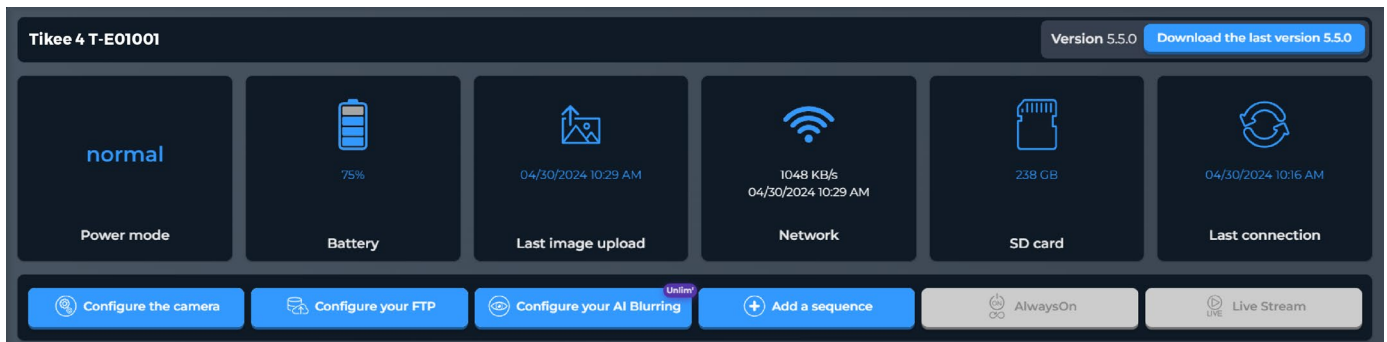 Tikee 4 T-E01001
Version 5.5.0
Download the last version 5.5.0
normal
Power mode
75%
Battery
04/30/2024 10:29 AM
Last image upload
1048 KB/s
04/30/2024 10:29 AM
Network
238 GB
SD card
04/30/2024 10:16 AM
Last connection
Configure the camera
Configure your FTP
Configure your AI Blurring
Unlim'
Add a sequence
ON
AlwaysOn
LIVE
Live Stream